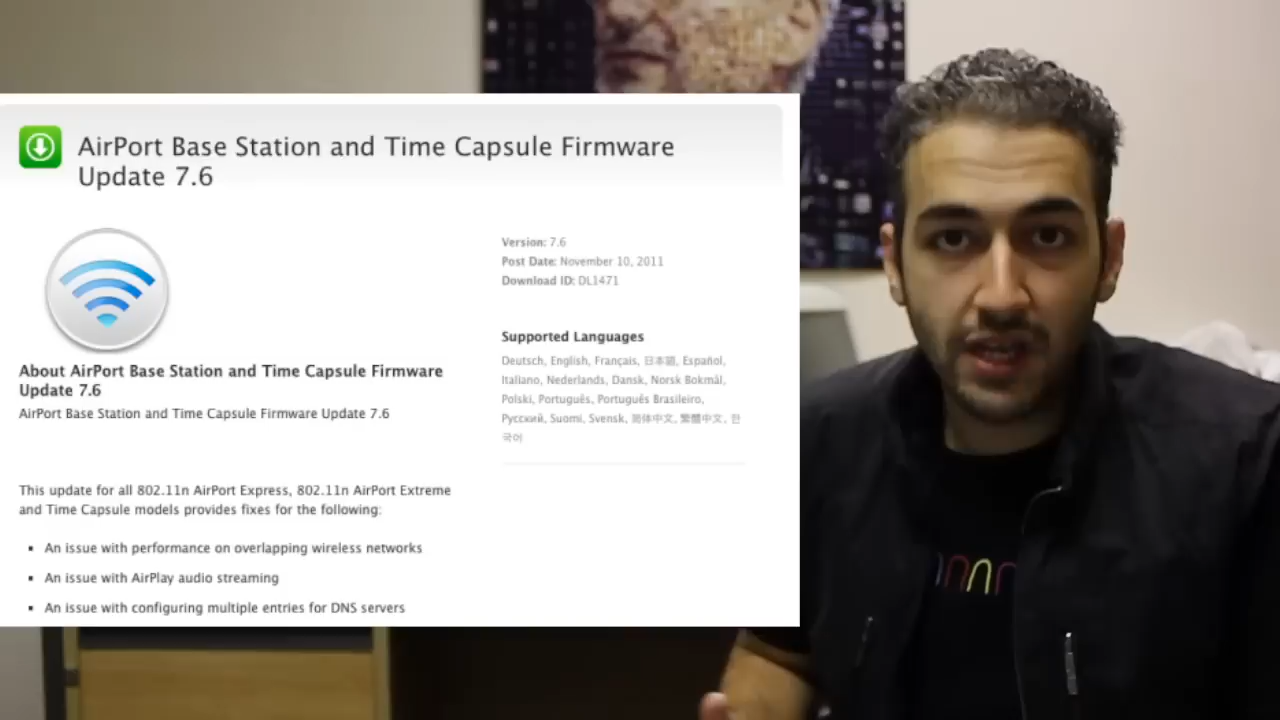 AirPort Base Station and Time Capsule Firmware
Update 7.6
Version: 7.6
Post Date: November 10, 2011
Download ID: DL1471
About AirPort Base Station and Time Capsule Firmware
Update 7.6
AirPort Base Station and Time Capsule Firmware Update 7.6
Supported Languages
Deutsch, English, Français, 日本語, Español,
Italiano, Nederlands, Dansk, Norsk Bokmål,
Polski, Português, Português Brasileiro,
Русский, Suomi, Svensk, 简体中文, 繁體中文, 한
국어
This update for all 802.11n AirPort Express, 802.11n AirPort Extreme
and Time Capsule models provides fixes for the following:
▪ An issue with performance on overlapping wireless networks
▪ An issue with AirPlay audio streaming
▪ An issue with configuring multiple entries for DNS servers